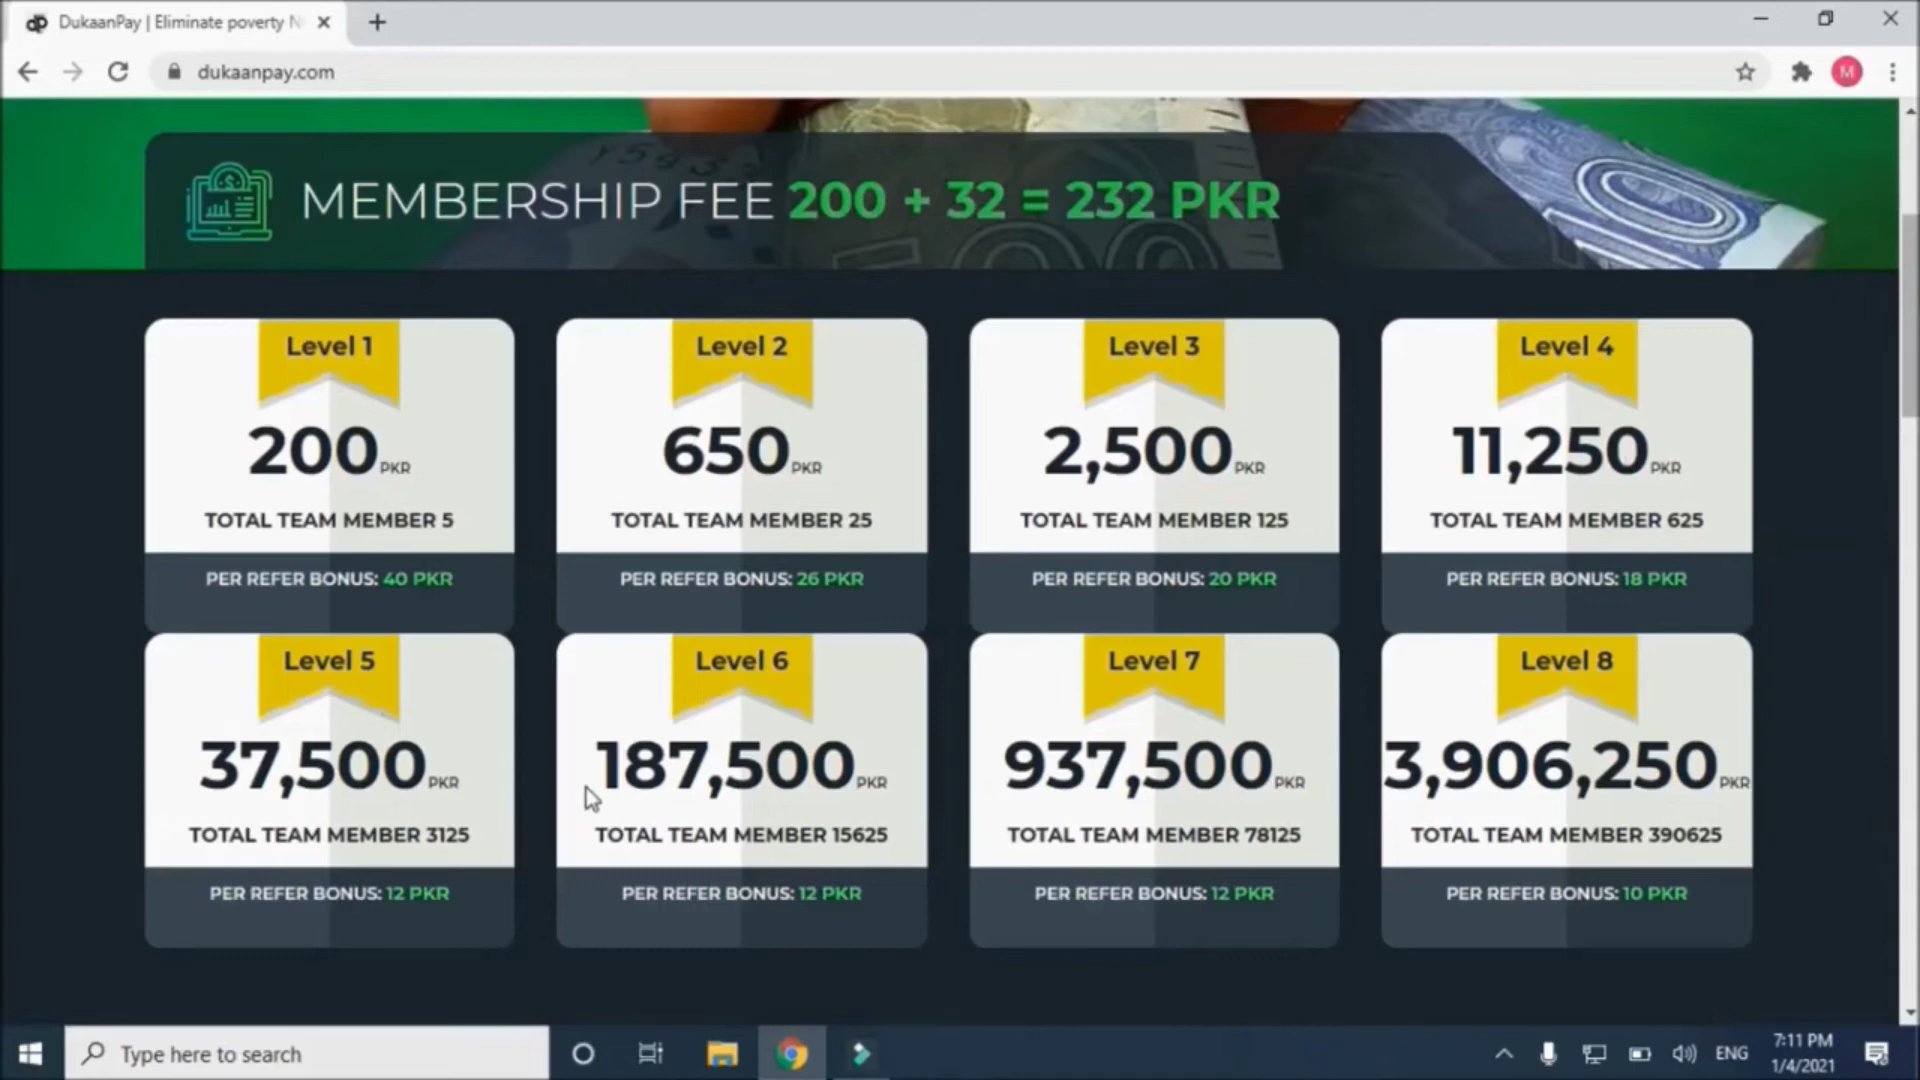 DukaanPay | Eliminate poverty N
dukaanpay.com
M
MEMBERSHIP FEE 200 + 32 = 232 PKR
Level 1
200 PKR
TOTAL TEAM MEMBER 5
PER REFER BONUS: 40 PKR
Level 2
650 PKR
TOTAL TEAM MEMBER 25
PER REFER BONUS: 26 PKR
Level 3
2,500 PKR
TOTAL TEAM MEMBER 125
PER REFER BONUS: 20 PKR
Level 4
11,250 PKR
TOTAL TEAM MEMBER 625
PER REFER BONUS: 18 PKR
Level 5
37,500 PKR
TOTAL TEAM MEMBER 3125
PER REFER BONUS: 12 PKR
Level 6
187,500 PKR
TOTAL TEAM MEMBER 15625
PER REFER BONUS: 12 PKR
Level 7
937,500 PKR
TOTAL TEAM MEMBER 78125
PER REFER BONUS: 12 PKR
Level 8
3,906,250 PKR
TOTAL TEAM MEMBER 390625
PER REFER BONUS: 10 PKR
Type here to search
ENG
7:11 PM
1/4/2021